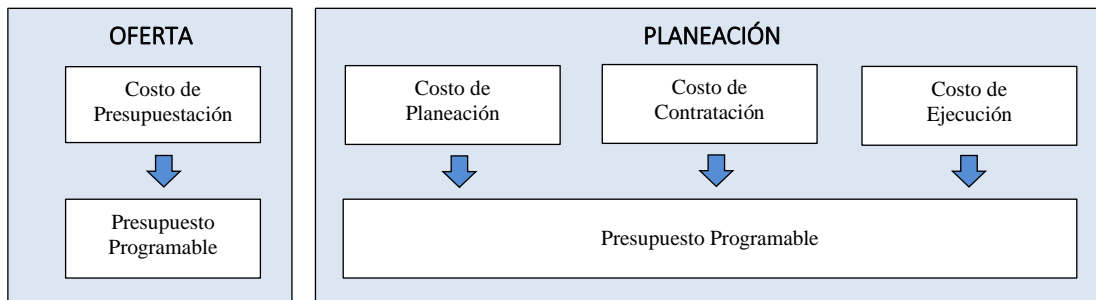 OFERTA
Costo de
Presupuestación
Presupuesto
Programable
PLANEACIÓN
Costo de
Planeación
Costo de
Contratación
Costo de
Ejecución
Presupuesto Programable